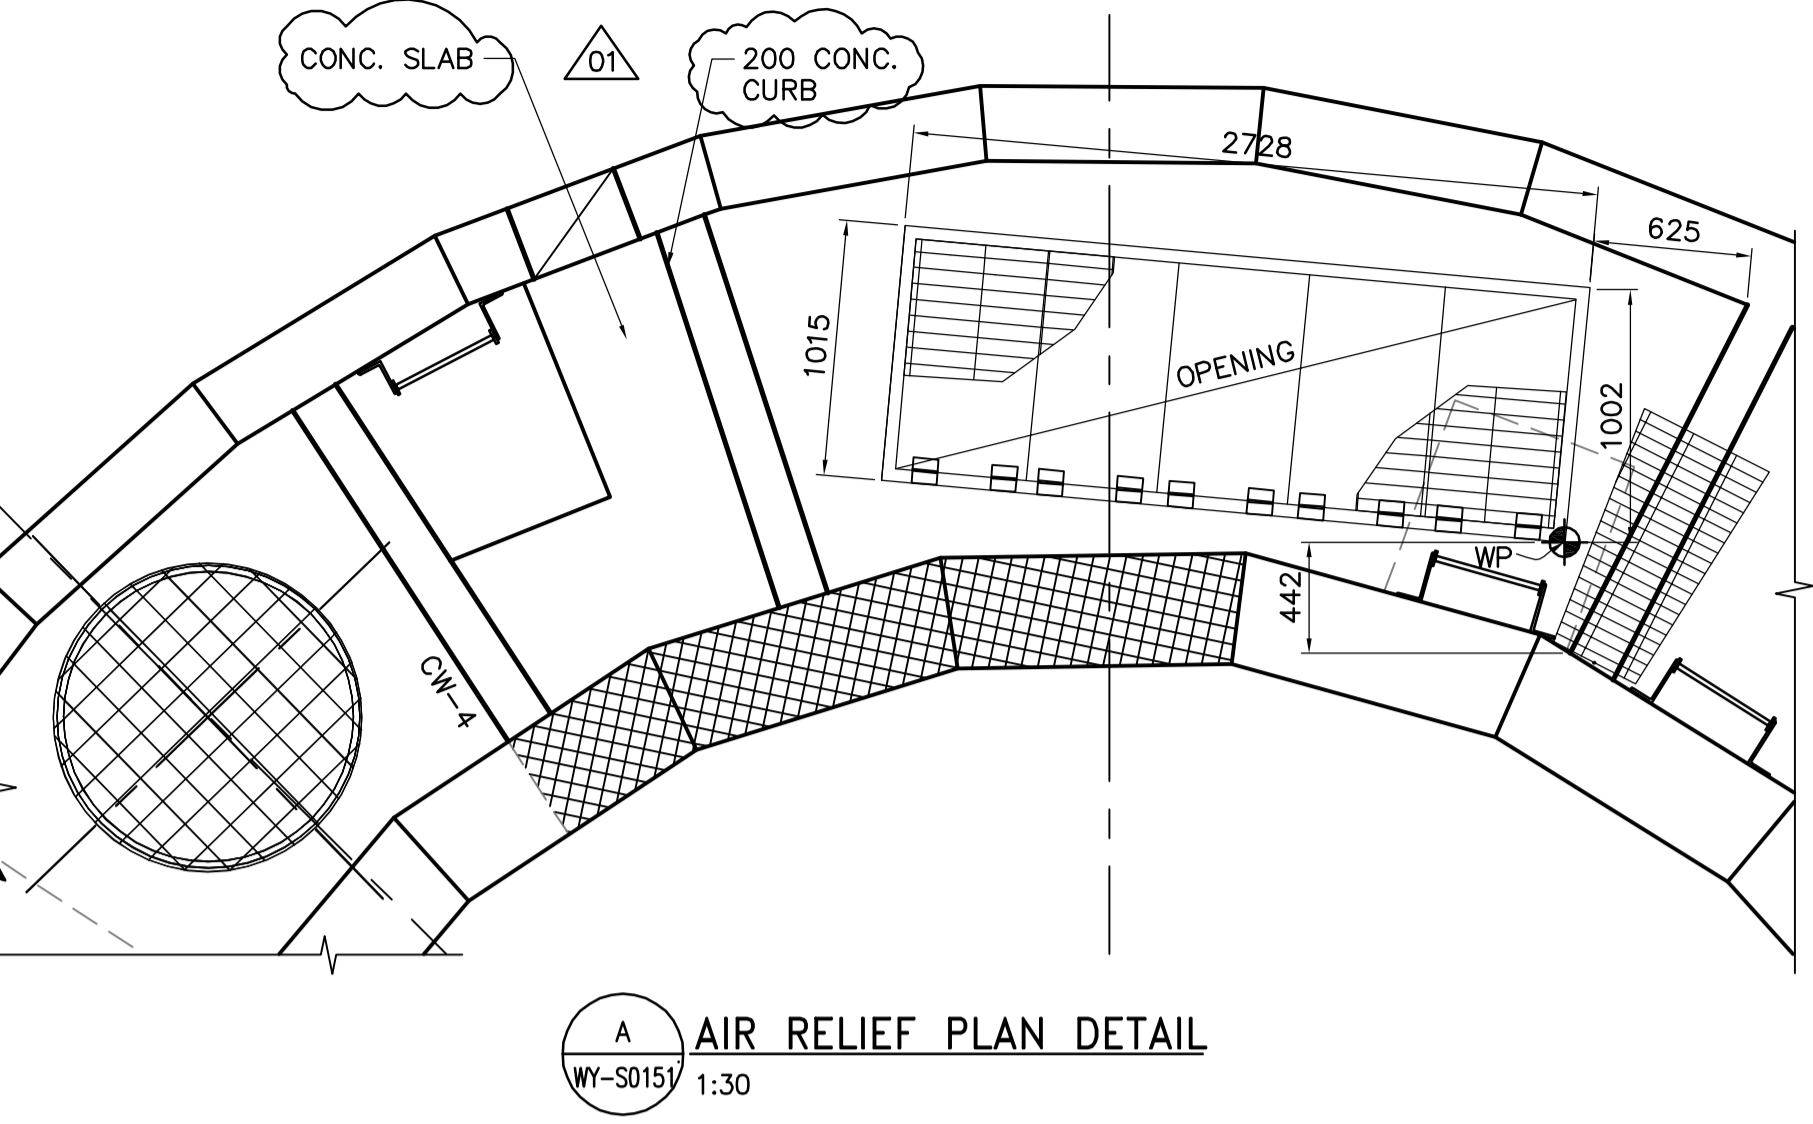 CONC. SLAB
01
200 CONC.
CURB
2728
625
1015
OPENING
1002
WP
442
CW-4
A
WY-S0151
AIR RELIEF PLAN DETAIL
1:30